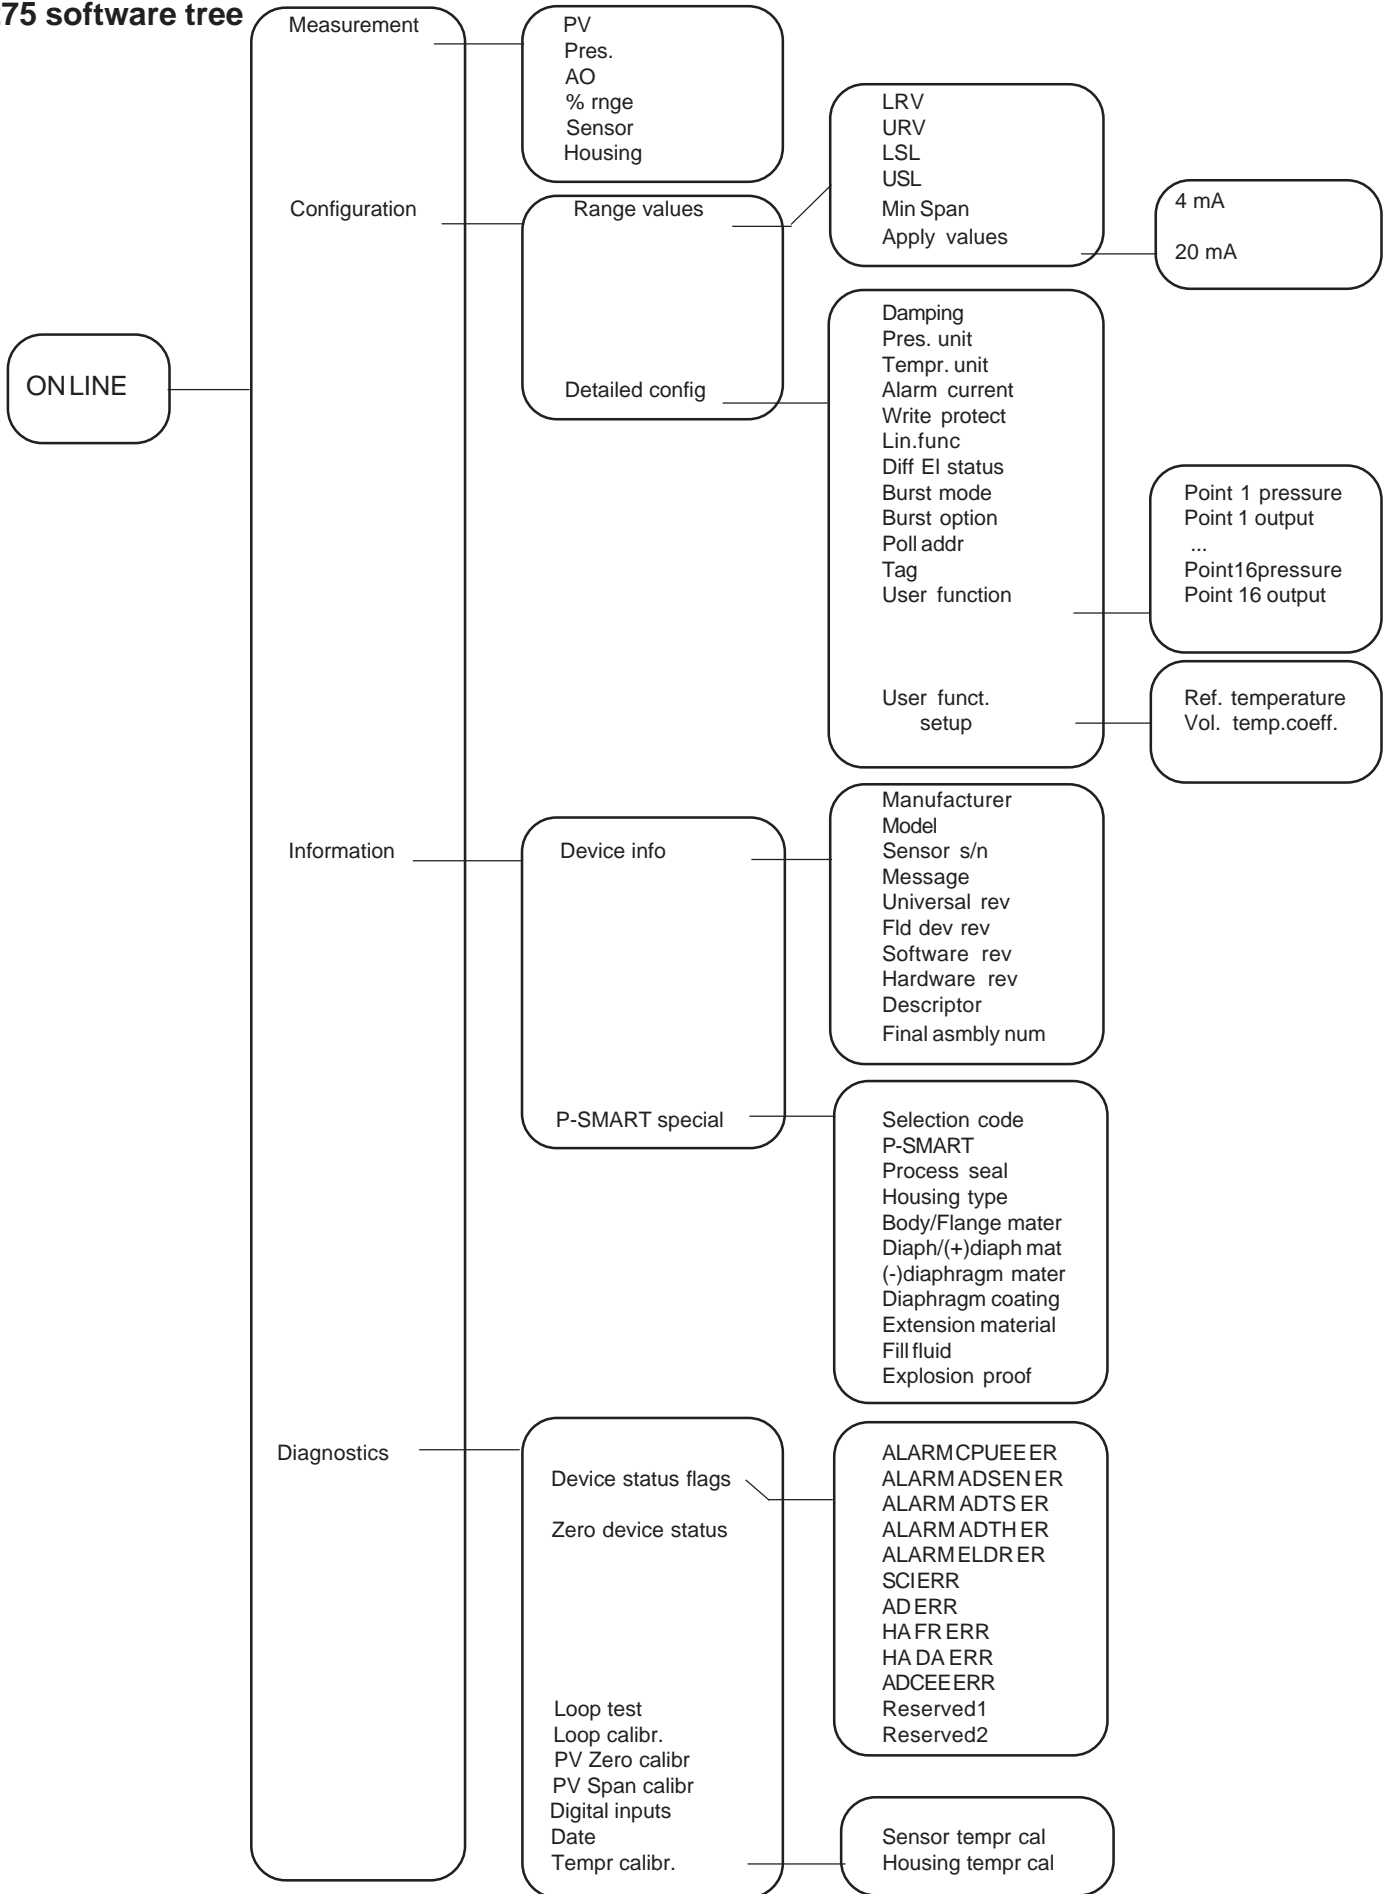 75 software tree
Measurement
PV
Pres.
AO
% rnge
Sensor
Housing
Configuration
Range values
LRV
URV
LSL
USL
Min Span
Apply values
4 mA
20 mA
ONLINE
Detailed config
Damping
Pres. unit
Tempr. unit
Alarm current
Write protect
Lin.func
Diff El status
Burst mode
Burst option
Poll addr
Tag
User function
Point 1 pressure
Point 1 output
...
Point16pressure
Point 16 output
User funct.
setup
Ref. temperature
Vol. temp.coeff.
Information
Device info
Manufacturer
Model
Sensor s/n
Message
Universal rev
Fld dev rev
Software rev
Hardware rev
Descriptor
Final asmbly num
P-SMART special
Selection code
P-SMART
Process seal
Housing type
Body/Flange mater
Diaph/(+)diaph mat
(-)diaphragm mater
Diaphragm coating
Extension material
Fill fluid
Explosion proof
Diagnostics
Device status flags
Zero device status
ALARM CPUEE ER
ALARM ADSEN ER
ALARM ADTS ER
ALARM ADTH ER
ALARM ELDR ER
SCI ERR
AD ERR
HA FR ERR
HA DA ERR
ADCEE ERR
Reserved1
Reserved2
Loop test
Loop calibr.
PV Zero calibr
PV Span calibr
Digital inputs
Date
Tempr calibr.
Sensor tempr cal
Housing tempr cal